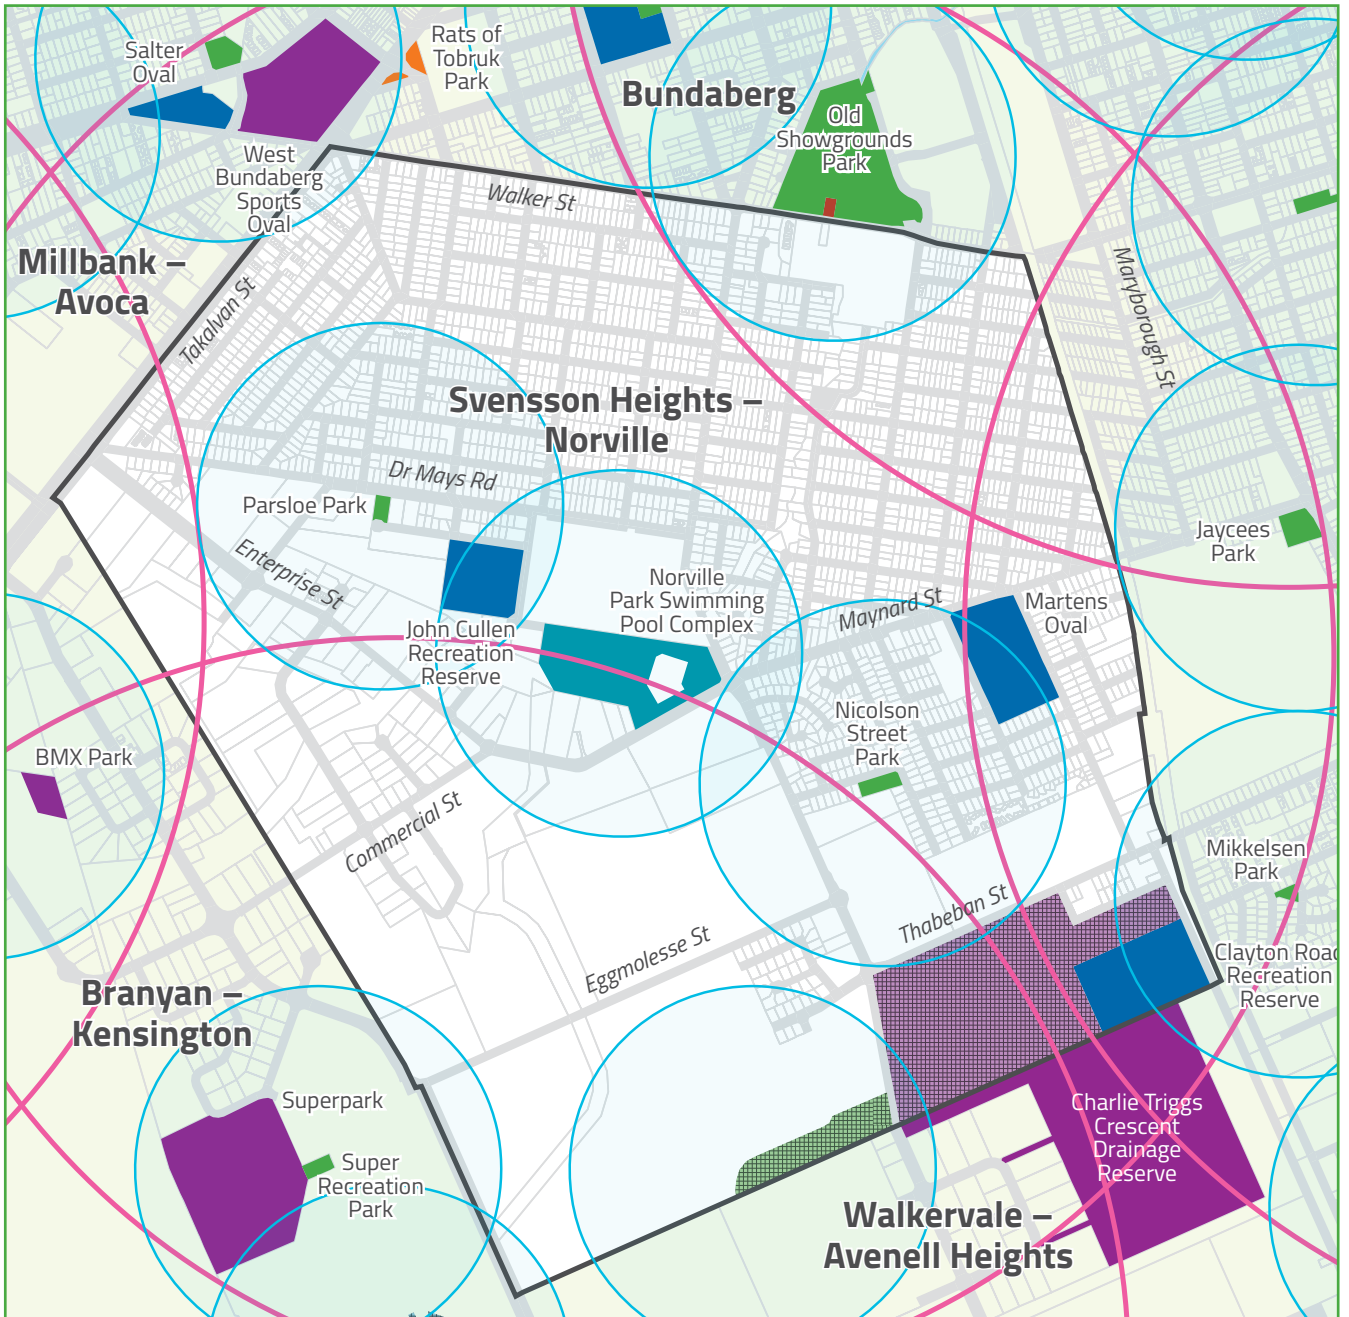 Salter
Oval
Rats of
Tobruk
Park
Bundaberg
Old
Showgrounds
Park
West
Bundaberg
Sports
Oval
Walker St
Millbank –
Avoca
Takalvan St
Maryborough St
Svensson Heights –
Norville
Dr Mays Rd
Parsloe Park
Enterprise St
Jaycees
Park
Norville
Park Swimming
Pool Complex
Maynard St
Martens
Oval
John Cullen
Recreation
Reserve
Nicolson
Street
Park
BMX Park
Commercial St
Mikkelsen
Park
Thabeban St
Eggmolesse St
Clayton Road
Recreation
Reserve
Branyan –
Kensington
Superpark
Charlie Triggs
Crescent
Drainage
Reserve
Super
Recreation
Park
Walkervale –
Avenell Heights